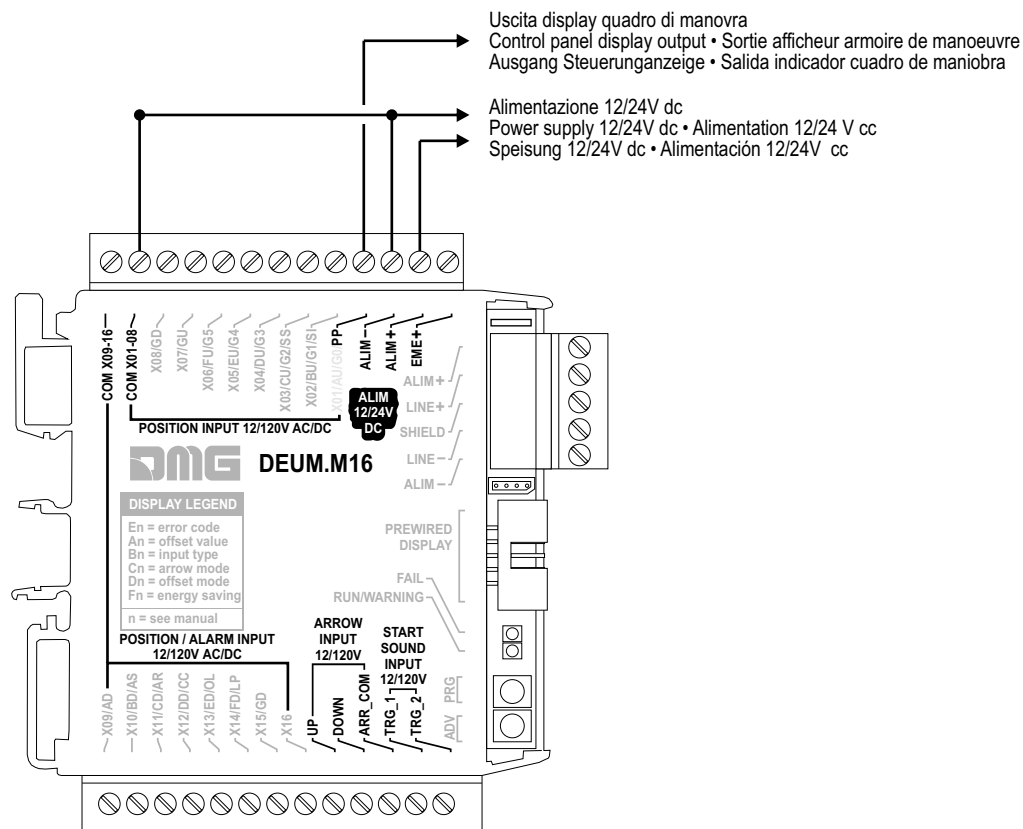 Uscita display quadro di manovra
Control panel display output • Sortie afficheur armoire de manoeuvre
Ausgang Steuerunganzeige • Salida indicador cuadro de maniobra
Alimentazione 12/24V dc
Power supply 12/24V dc • Alimentation 12/24 V cc
Speisung 12/24V dc • Alimentación 12/24V cc
COM X09-16
COM X01-08
X08/GD
X07/GU
X06/FU/G5
X05/EU/G4
X04/DU/G3
X03/CU/G2/SS
X02/BU/G1/SI
X01/AU/G0
PP
ALIM-
ALIM+
EME+
POSITION INPUT 12/120V AC/DC
ALIM
12/24V
DC
ALIM+
LINE+
SHIELD
LINE-
ALIM-
DMG
DEUM.M16
DISPLAY LEGEND
En = error code
An = offset value
Bn = input type
Cn = arrow mode
Dn = offset mode
Fn = energy saving
n = see manual
PREWIRED
DISPLAY
FAIL
RUN/WARNING
POSITION / ALARM INPUT
12/120V AC/DC
ARROW
INPUT
12/120V
START
SOUND
INPUT
12/120V
X09/AD
X10/BD/AS
X11/CD/AR
X12/DD/CC
X13/ED/OL
X14/FD/LP
X15/GD
X16
UP
DOWN
ARR_COM
TRG_1
TRG_2
PRG
ADV